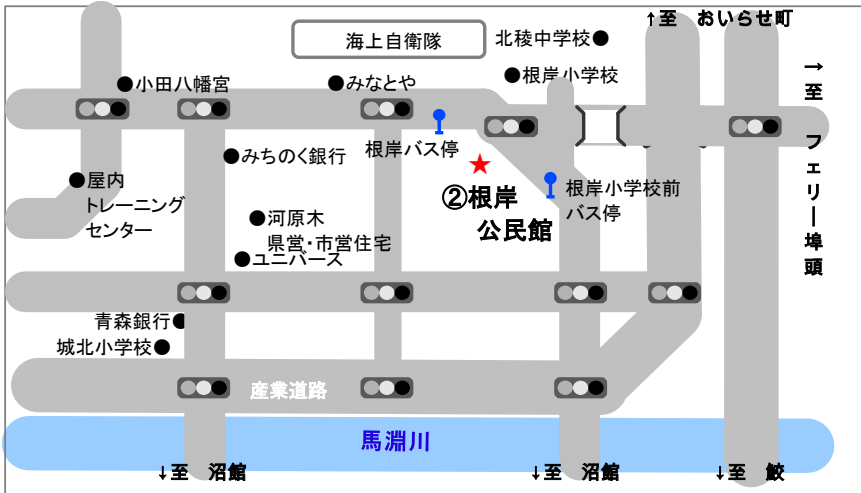 ↑至　おいらせ町
海上自衛隊
北稜中学校●
●根岸小学校
●小田八幡宮
●みなとや
→至　フェリー埠頭
根岸バス停
●みちのく銀行
★
②根岸
公民館
根岸小学校前
バス停
●屋内
トレーニング
センター
●河原木
県営・市営住宅
●ユニバース
青森銀行●
城北小学校●
産業道路
馬淵川
↓至　沼館
↓至　沼館
↓至　鮫